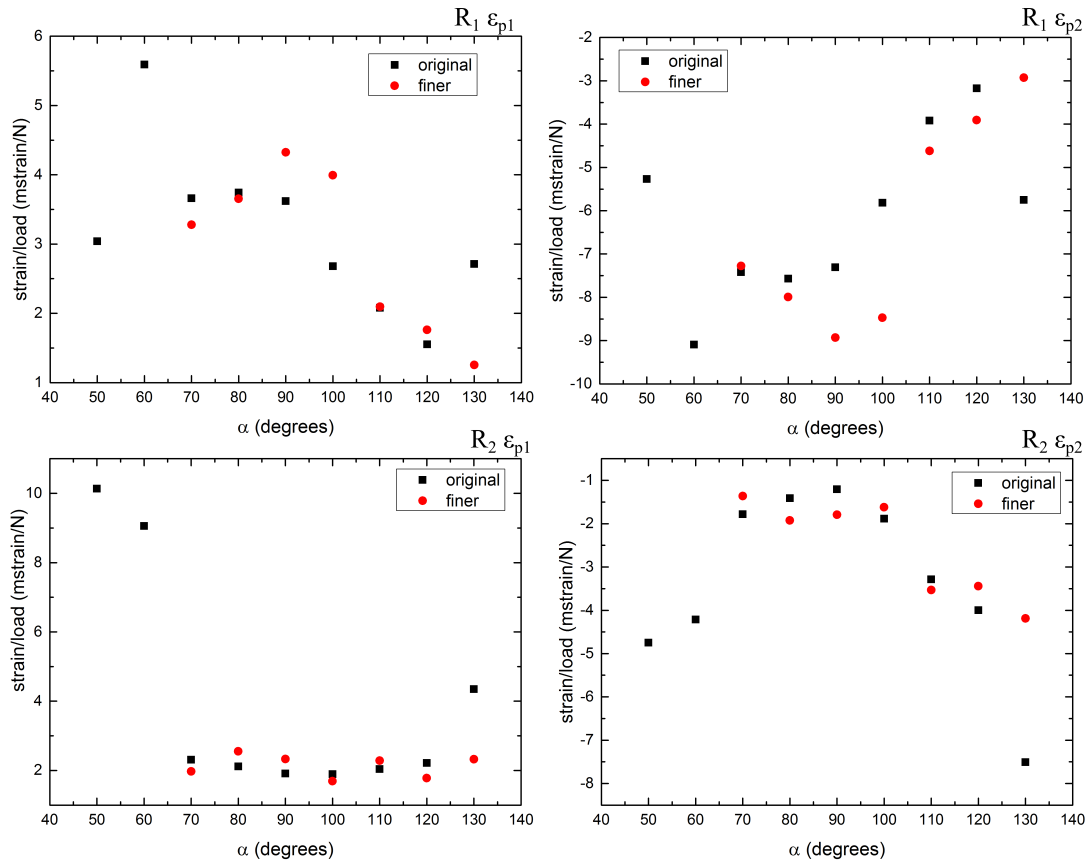 R₁ εₚ₁
6
5
4
3
2
1
original
finer
strain/load (mstrain/N)
40 50 60 70 80 90 100 110 120 130 140
α (degrees)
R₁ εₚ₂
-2
-3
-4
-5
-6
-7
-8
-9
-10
original
finer
strain/load (mstrain/N)
40 50 60 70 80 90 100 110 120 130 140
α (degrees)
R₂ εₚ₁
10
8
6
4
2
original
finer
strain/load (mstrain/N)
40 50 60 70 80 90 100 110 120 130 140
α (degrees)
R₂ εₚ₂
-1
-2
-3
-4
-5
-6
-7
-8
original
finer
strain/load (mstrain/N)
40 50 60 70 80 90 100 110 120 130 140
α (degrees)